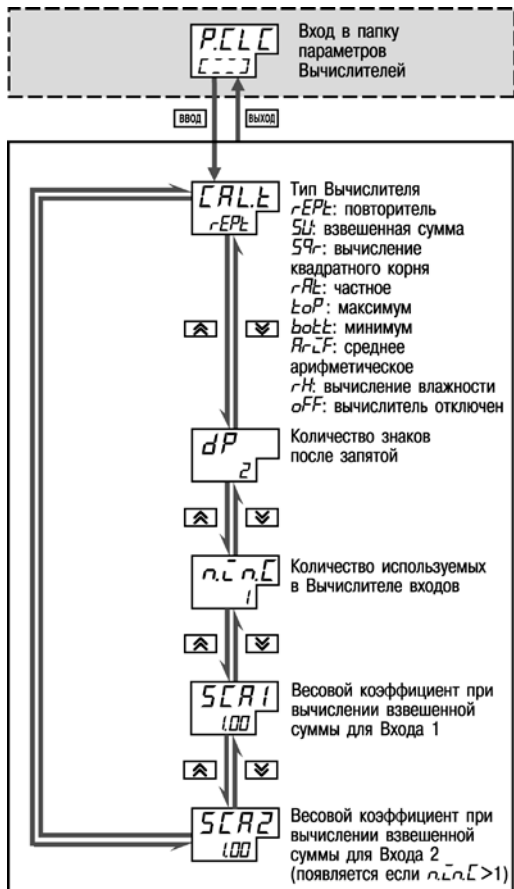 P.CLC
[---]
Вход в папку
параметров
Вычислителей
ВВОД
ВЫХОД
CAL.t
rEPt
Тип Вычислителя
rEPt: повторитель
SU: взвешенная сумма
Sqr: вычисление
квадратного корня
rAt: частное
toP: максимум
bott: минимум
AriF: среднее
арифметическое
rH: вычисление влажности
oFF: вычислитель отключен
dP
2
Количество знаков
после запятой
n.in.C
1
Количество используемых
в Вычислителе входов
SCA1
1.00
Весовой коэффициент при
вычислении взвешенной
суммы для Входа 1
SCA2
1.00
Весовой коэффициент при
вычислении взвешенной
суммы для Входа 2
(появляется если n.in.C>1)